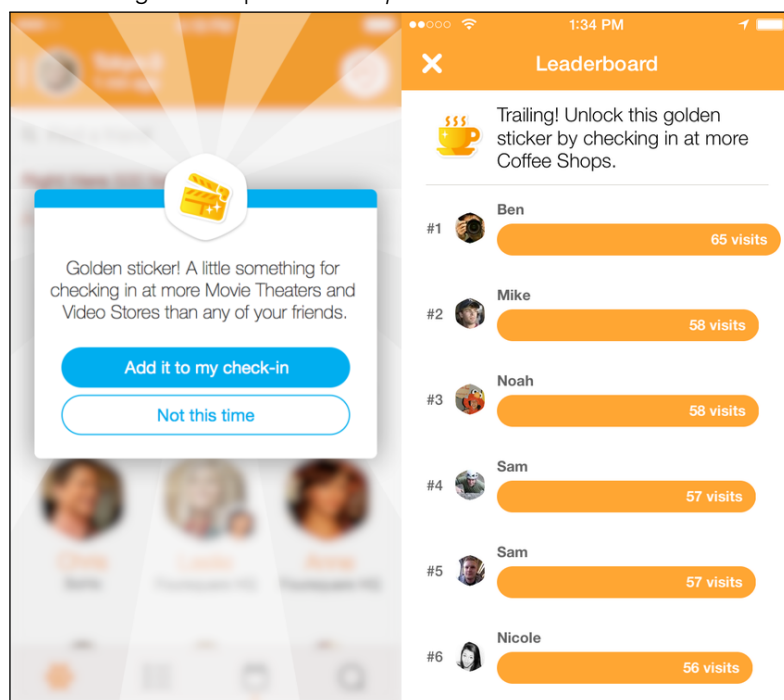 Golden sticker! A little something for
checking in at more Movie Theaters and
Video Stores than any of your friends.
Add it to my check-in
Not this time
1:34 PM
Leaderboard
Trailing! Unlock this golden
sticker by checking in at more
Coffee Shops.
#1 Ben
65 visits
#2 Mike
58 visits
#3 Noah
58 visits
#4 Sam
57 visits
#5 Sam
57 visits
#6 Nicole
56 visits